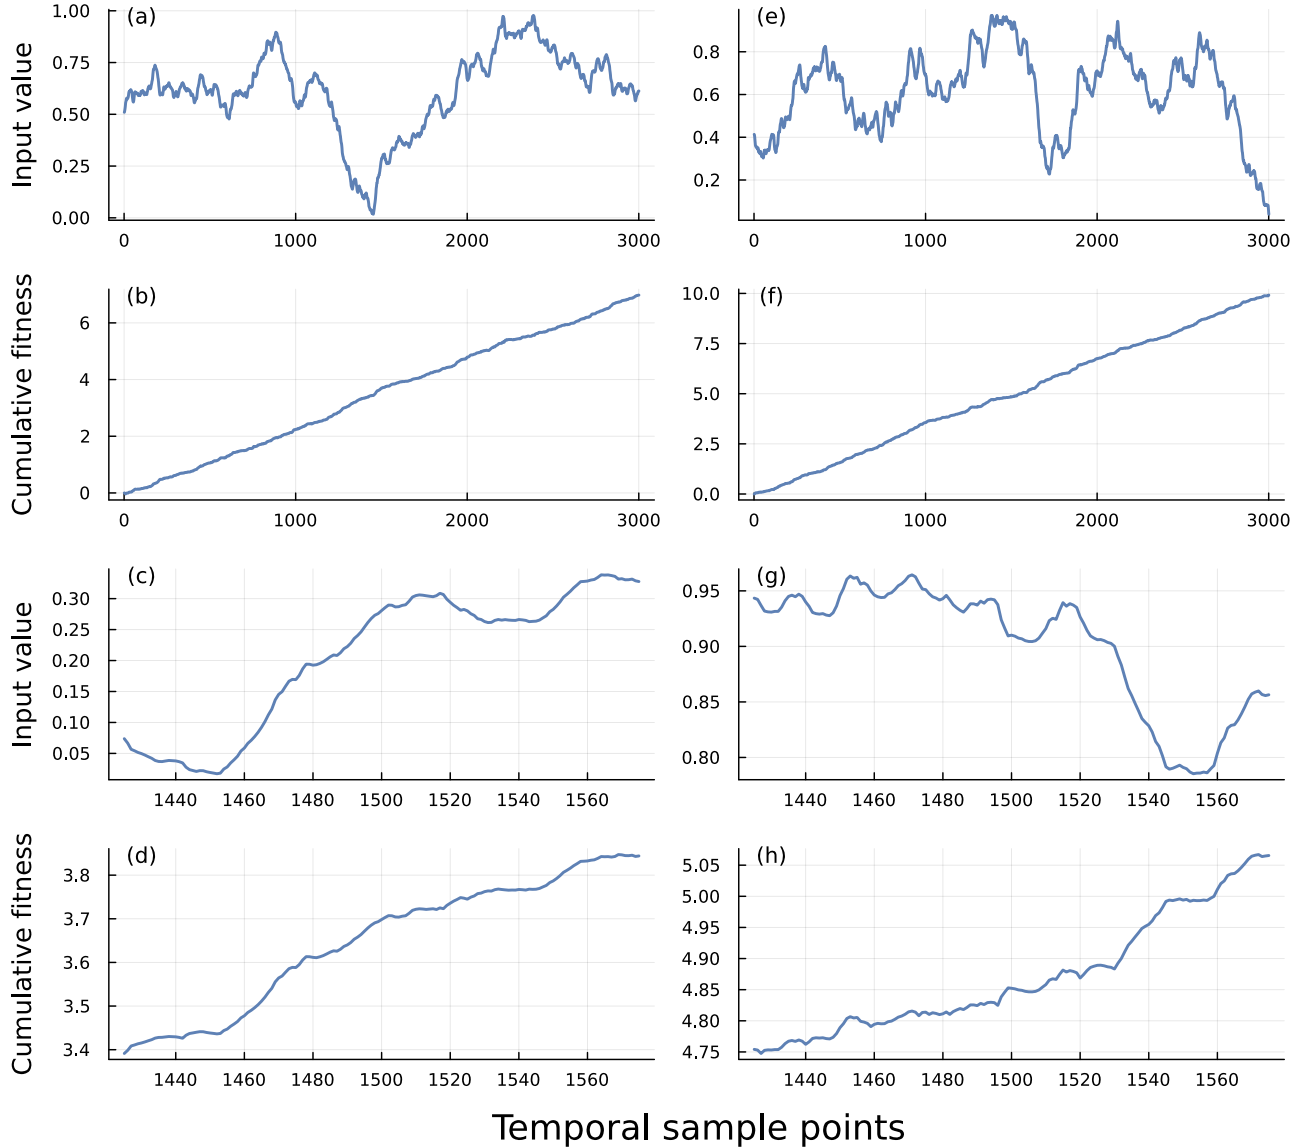 (a)
Input value
1.00
0.75
0.50
0.25
0.00
0 1000 2000 3000
(e)
0.8
0.6
0.4
0.2
0 1000 2000 3000
(b)
Cumulative fitness
6
4
2
0
0 1000 2000 3000
(f)
10.0
7.5
5.0
2.5
0.0
0 1000 2000 3000
(c)
Input value
0.30
0.25
0.20
0.15
0.10
0.05
1440 1460 1480 1500 1520 1540 1560
(g)
0.95
0.90
0.85
0.80
1440 1460 1480 1500 1520 1540 1560
(d)
Cumulative fitness
3.8
3.7
3.6
3.5
3.4
1440 1460 1480 1500 1520 1540 1560
(h)
5.05
5.00
4.95
4.90
4.85
4.80
4.75
1440 1460 1480 1500 1520 1540 1560
Temporal sample points